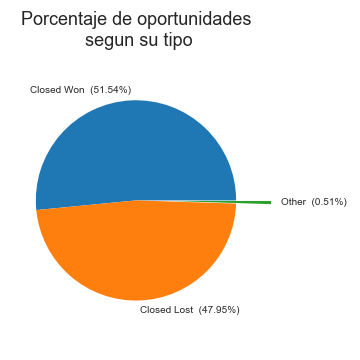 Porcentaje de oportunidades
segun su tipo
Closed Won  (51.54%)
Other  (0.51%)
Closed Lost  (47.95%)